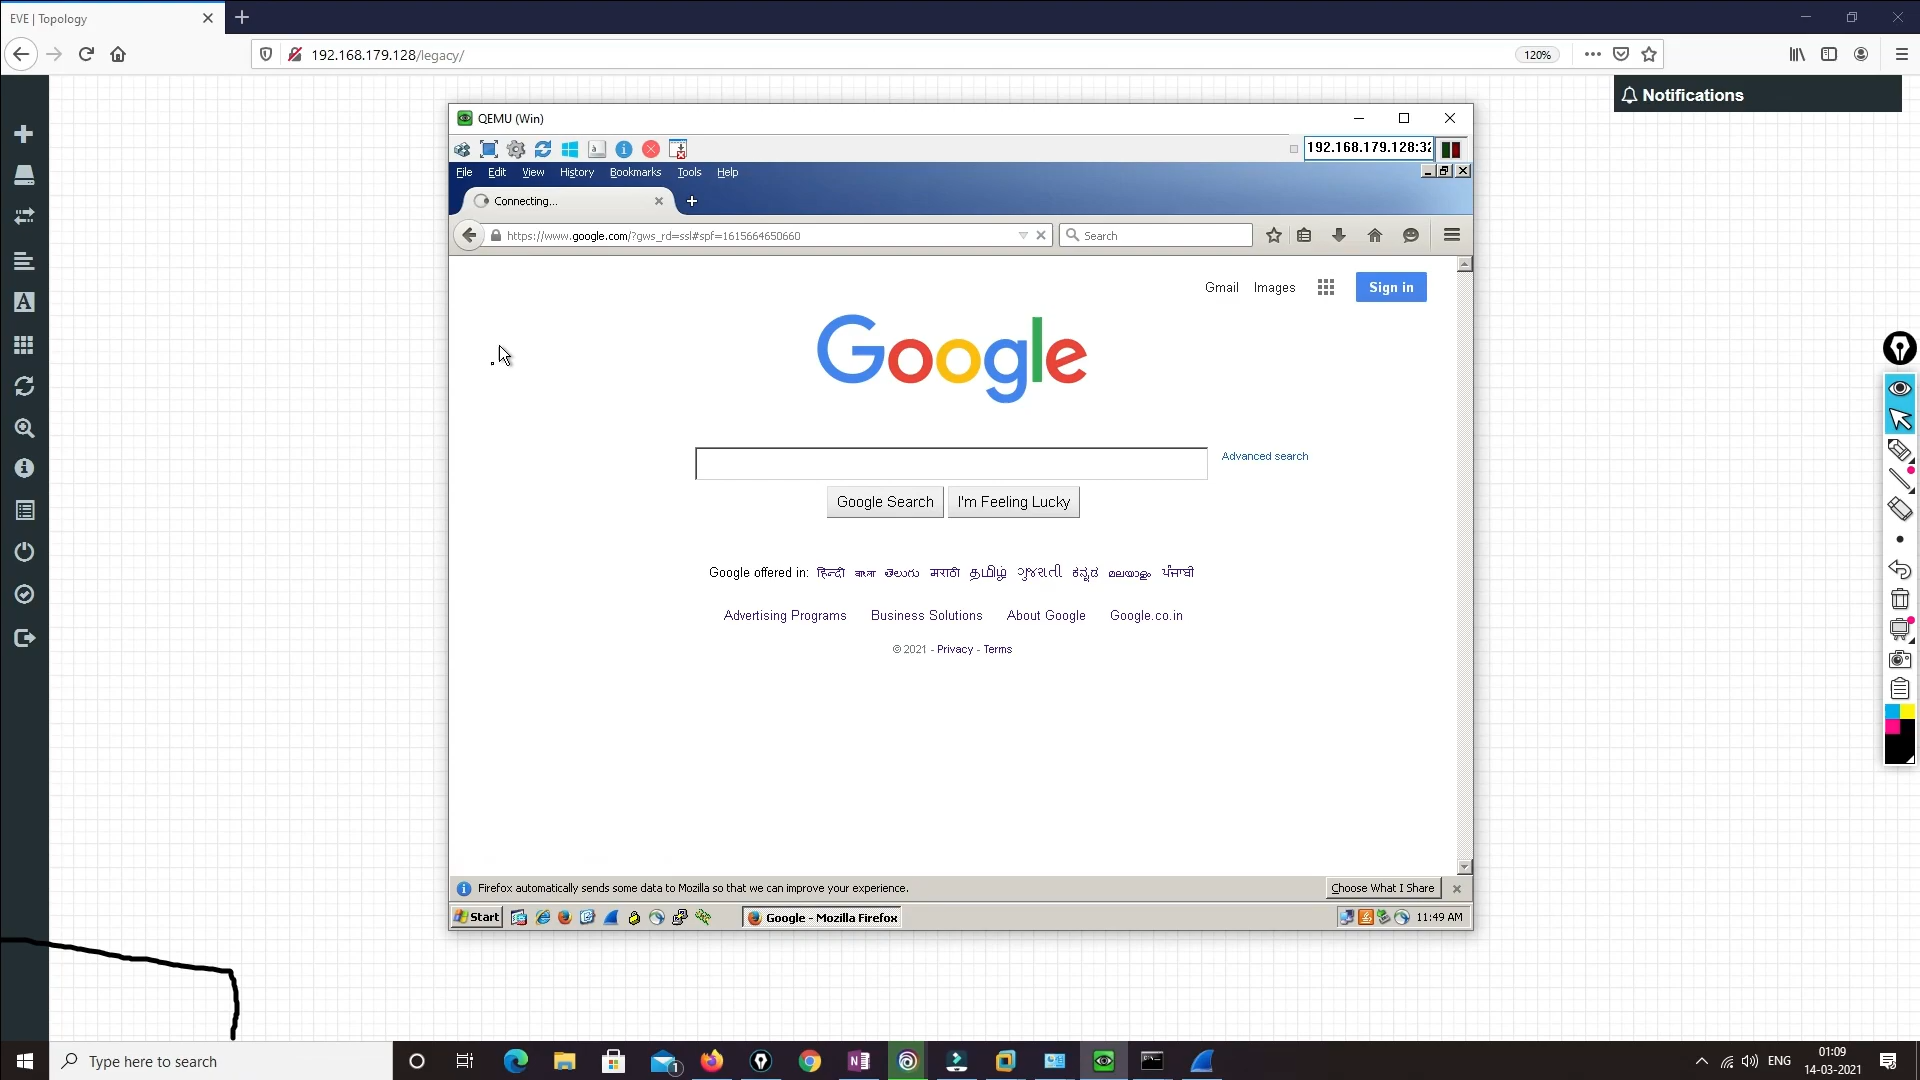 EVE | Topology
192.168.179.128/legacy/
120%
Notifications
QEMU (Win)
192.168.179.128:32
File Edit View History Bookmarks Tools Help
Connecting...
https://www.google.com/?gws_rd=ssl#spf=1615664650660
Search
Gmail Images Sign in
Google
Advanced search
Google Search I'm Feeling Lucky
Google offered in: हिन्दी বাংলা తెలుగు मराठी தமிழ் ગુજરાતી ಕನ್ನಡ മലയാളം ਪੰਜਾਬੀ
Advertising Programs Business Solutions About Google Google.co.in
© 2021 - Privacy - Terms
Firefox automatically sends some data to Mozilla so that we can improve your experience.
Choose What I Share
Start
Google - Mozilla Firefox
11:49 AM
Type here to search
1
ENG
01:09
14-03-2021